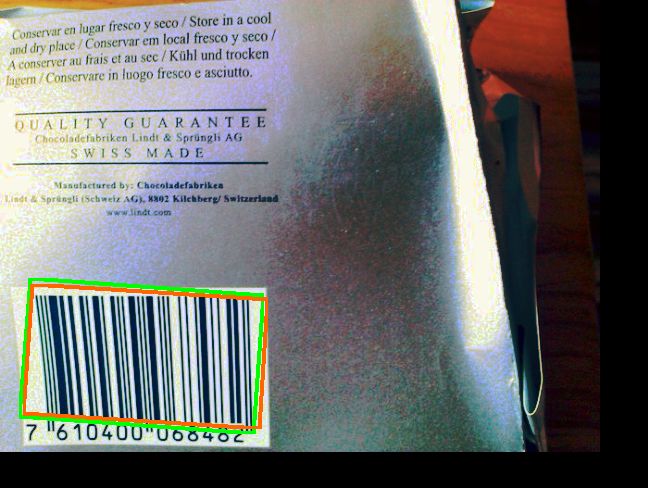 Conservar en lugar fresco y seco / Store in a cool
and dry place / Conservar em local fresco y seco /
A conserver au frais et au sec / Kühl und trocken
lagern / Conservare in luogo fresco e asciutto.
QUALITY GUARANTEE
Chocoladefabriken Lindt & Sprüngli AG
SWISS MADE
Manufactured by: Chocoladefabriken
Lindt & Sprüngli (Schweiz AG), 8802 Kilchberg/ Switzerland
www.lindt.com
7 "610400"068482"